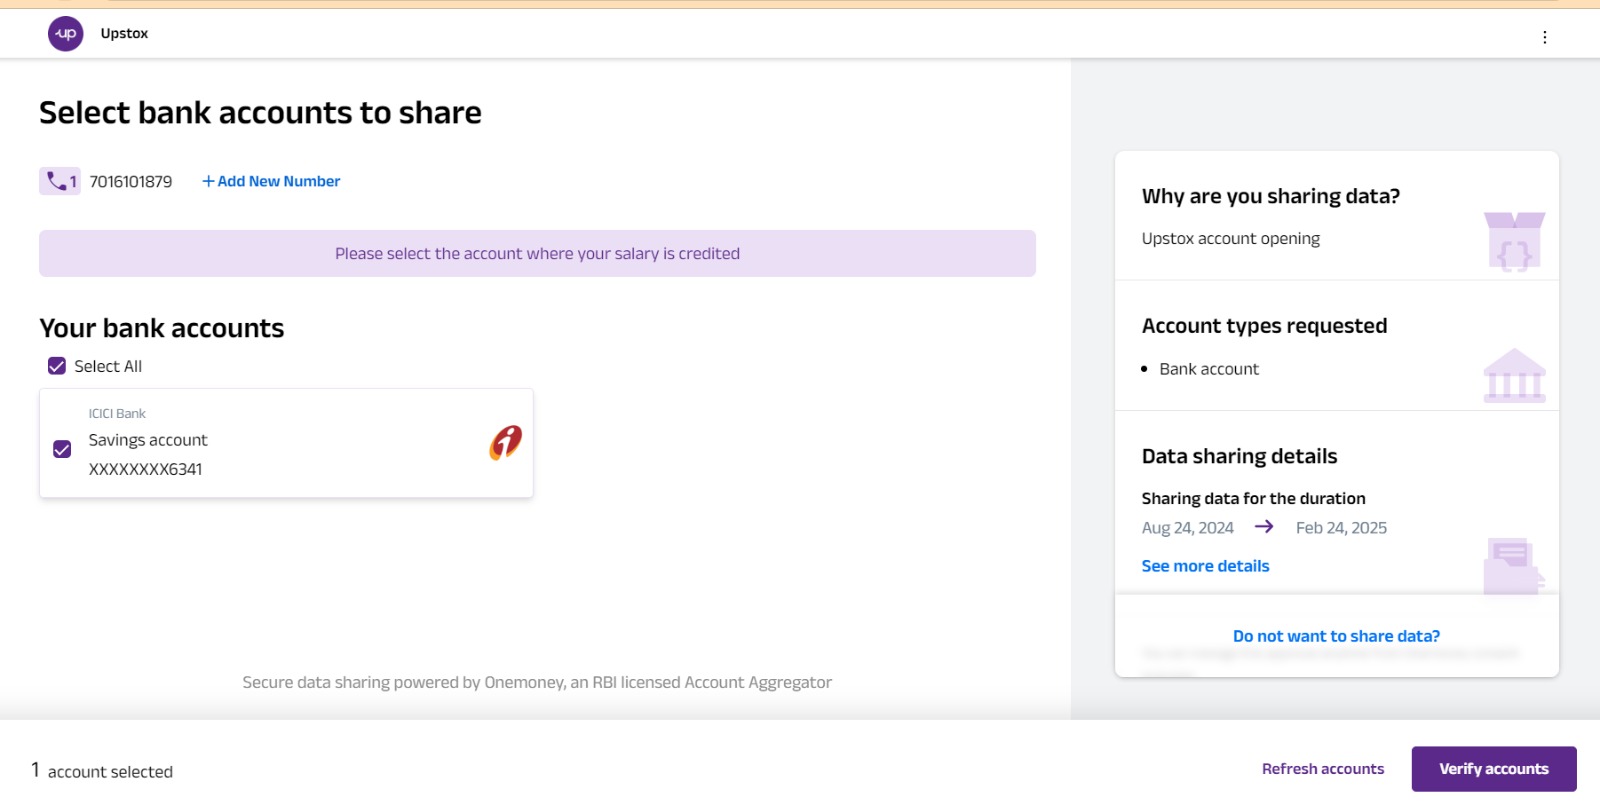 up
Upstox
Select bank accounts to share
1 7016101879 +Add New Number
Please select the account where your salary is credited
Your bank accounts
Select All
ICICI Bank
Savings account
XXXXXXXX6341
Secure data sharing powered by Onemoney, an RBI licensed Account Aggregator
Why are you sharing data?
Upstox account opening
{}
Account types requested
• Bank account
Data sharing details
Sharing data for the duration
Aug 24, 2024 → Feb 24, 2025
See more details
Do not want to share data?
1 account selected
Refresh accounts
Verify accounts